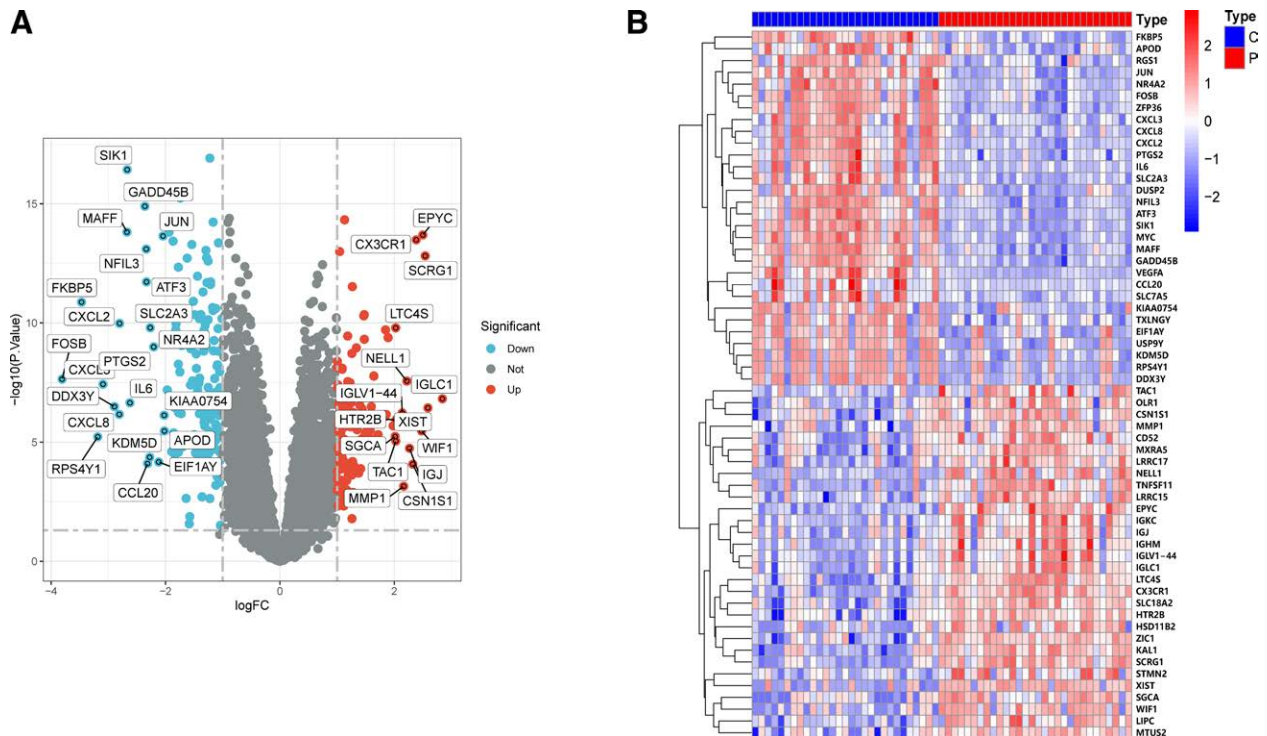 A
B
SIK1
GADD45B
MAFF
JUN
NFIL3
ATF3
FKBP5
CXCL2
SLC2A3
NR4A2
FOSB
PTGS2
DDX3Y
IL6
KIAA0754
CXCL8
KDM5D
APOD
RPS4Y1
EIF1AY
CCL20
EPYC
CX3CR1
SCRG1
LTC4S
NELL1
IGLC1
IGLV1−44
HTR2B
XIST
SGCA
WIF1
TAC1
IGJ
MMP1
CSN1S1
15
10
5
0
−4
−2
0
2
−log10(P.Value)
logFC
Significant
Down
Not
Up
Type
FKBP5
APOD
RGS1
JUN
NR4A2
FOSB
ZFP36
CXCL3
CXCL8
CXCL2
PTGS2
IL6
SLC2A3
DUSP2
NFIL3
ATF3
SIK1
MYC
MAFF
GADD45B
VEGFA
CCL20
SLC7A5
KIAA0754
TXLNGY
EIF1AY
USP9Y
KDM5D
RPS4Y1
DDX3Y
TAC1
OLR1
CSN1S1
MMP1
CD52
MXRA5
LRRC17
NELL1
TNFSF11
LRRC15
EPYC
IGKC
IGJ
IGHM
IGLV1−44
IGLC1
LTC4S
CX3CR1
SLC18A2
HTR2B
HSD11B2
ZIC1
KAL1
SCRG1
STMN2
XIST
SGCA
WIF1
LIPC
MTUS2
2
1
0
−1
−2
Type
C
P